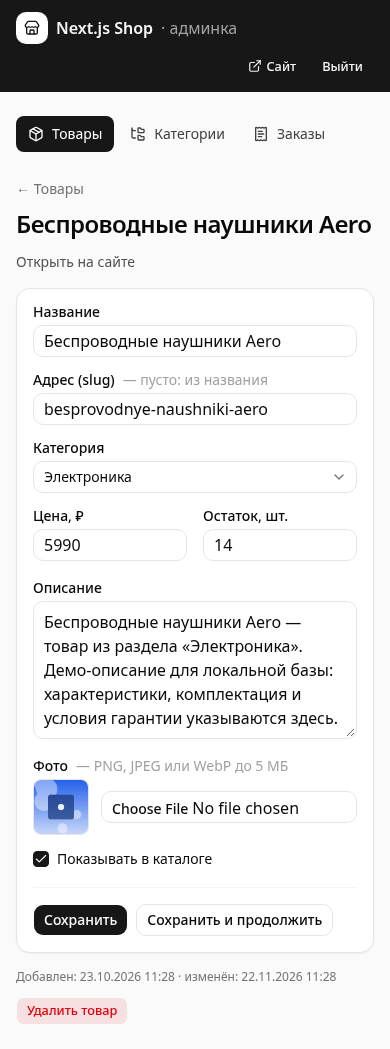 Next.js Shop · админка
Сайт Выйти
Товары Категории Заказы
← Товары
Беспроводные наушники Aero
Открыть на сайте
Название
Беспроводные наушники Aero
Адрес (slug) — пусто: из названия
besprovodnye-naushniki-aero
Категория
Электроника
Цена, ₽ Остаток, шт.
5990 14
Описание
Беспроводные наушники Aero —
товар из раздела «Электроника».
Демо-описание для локальной базы:
характеристики, комплектация и
условия гарантии указываются здесь.
Фото — PNG, JPEG или WebP до 5 МБ
Choose File No file chosen
Показывать в каталоге
Сохранить Сохранить и продолжить
Добавлен: 23.10.2026 11:28 · изменён: 22.11.2026 11:28
Удалить товар